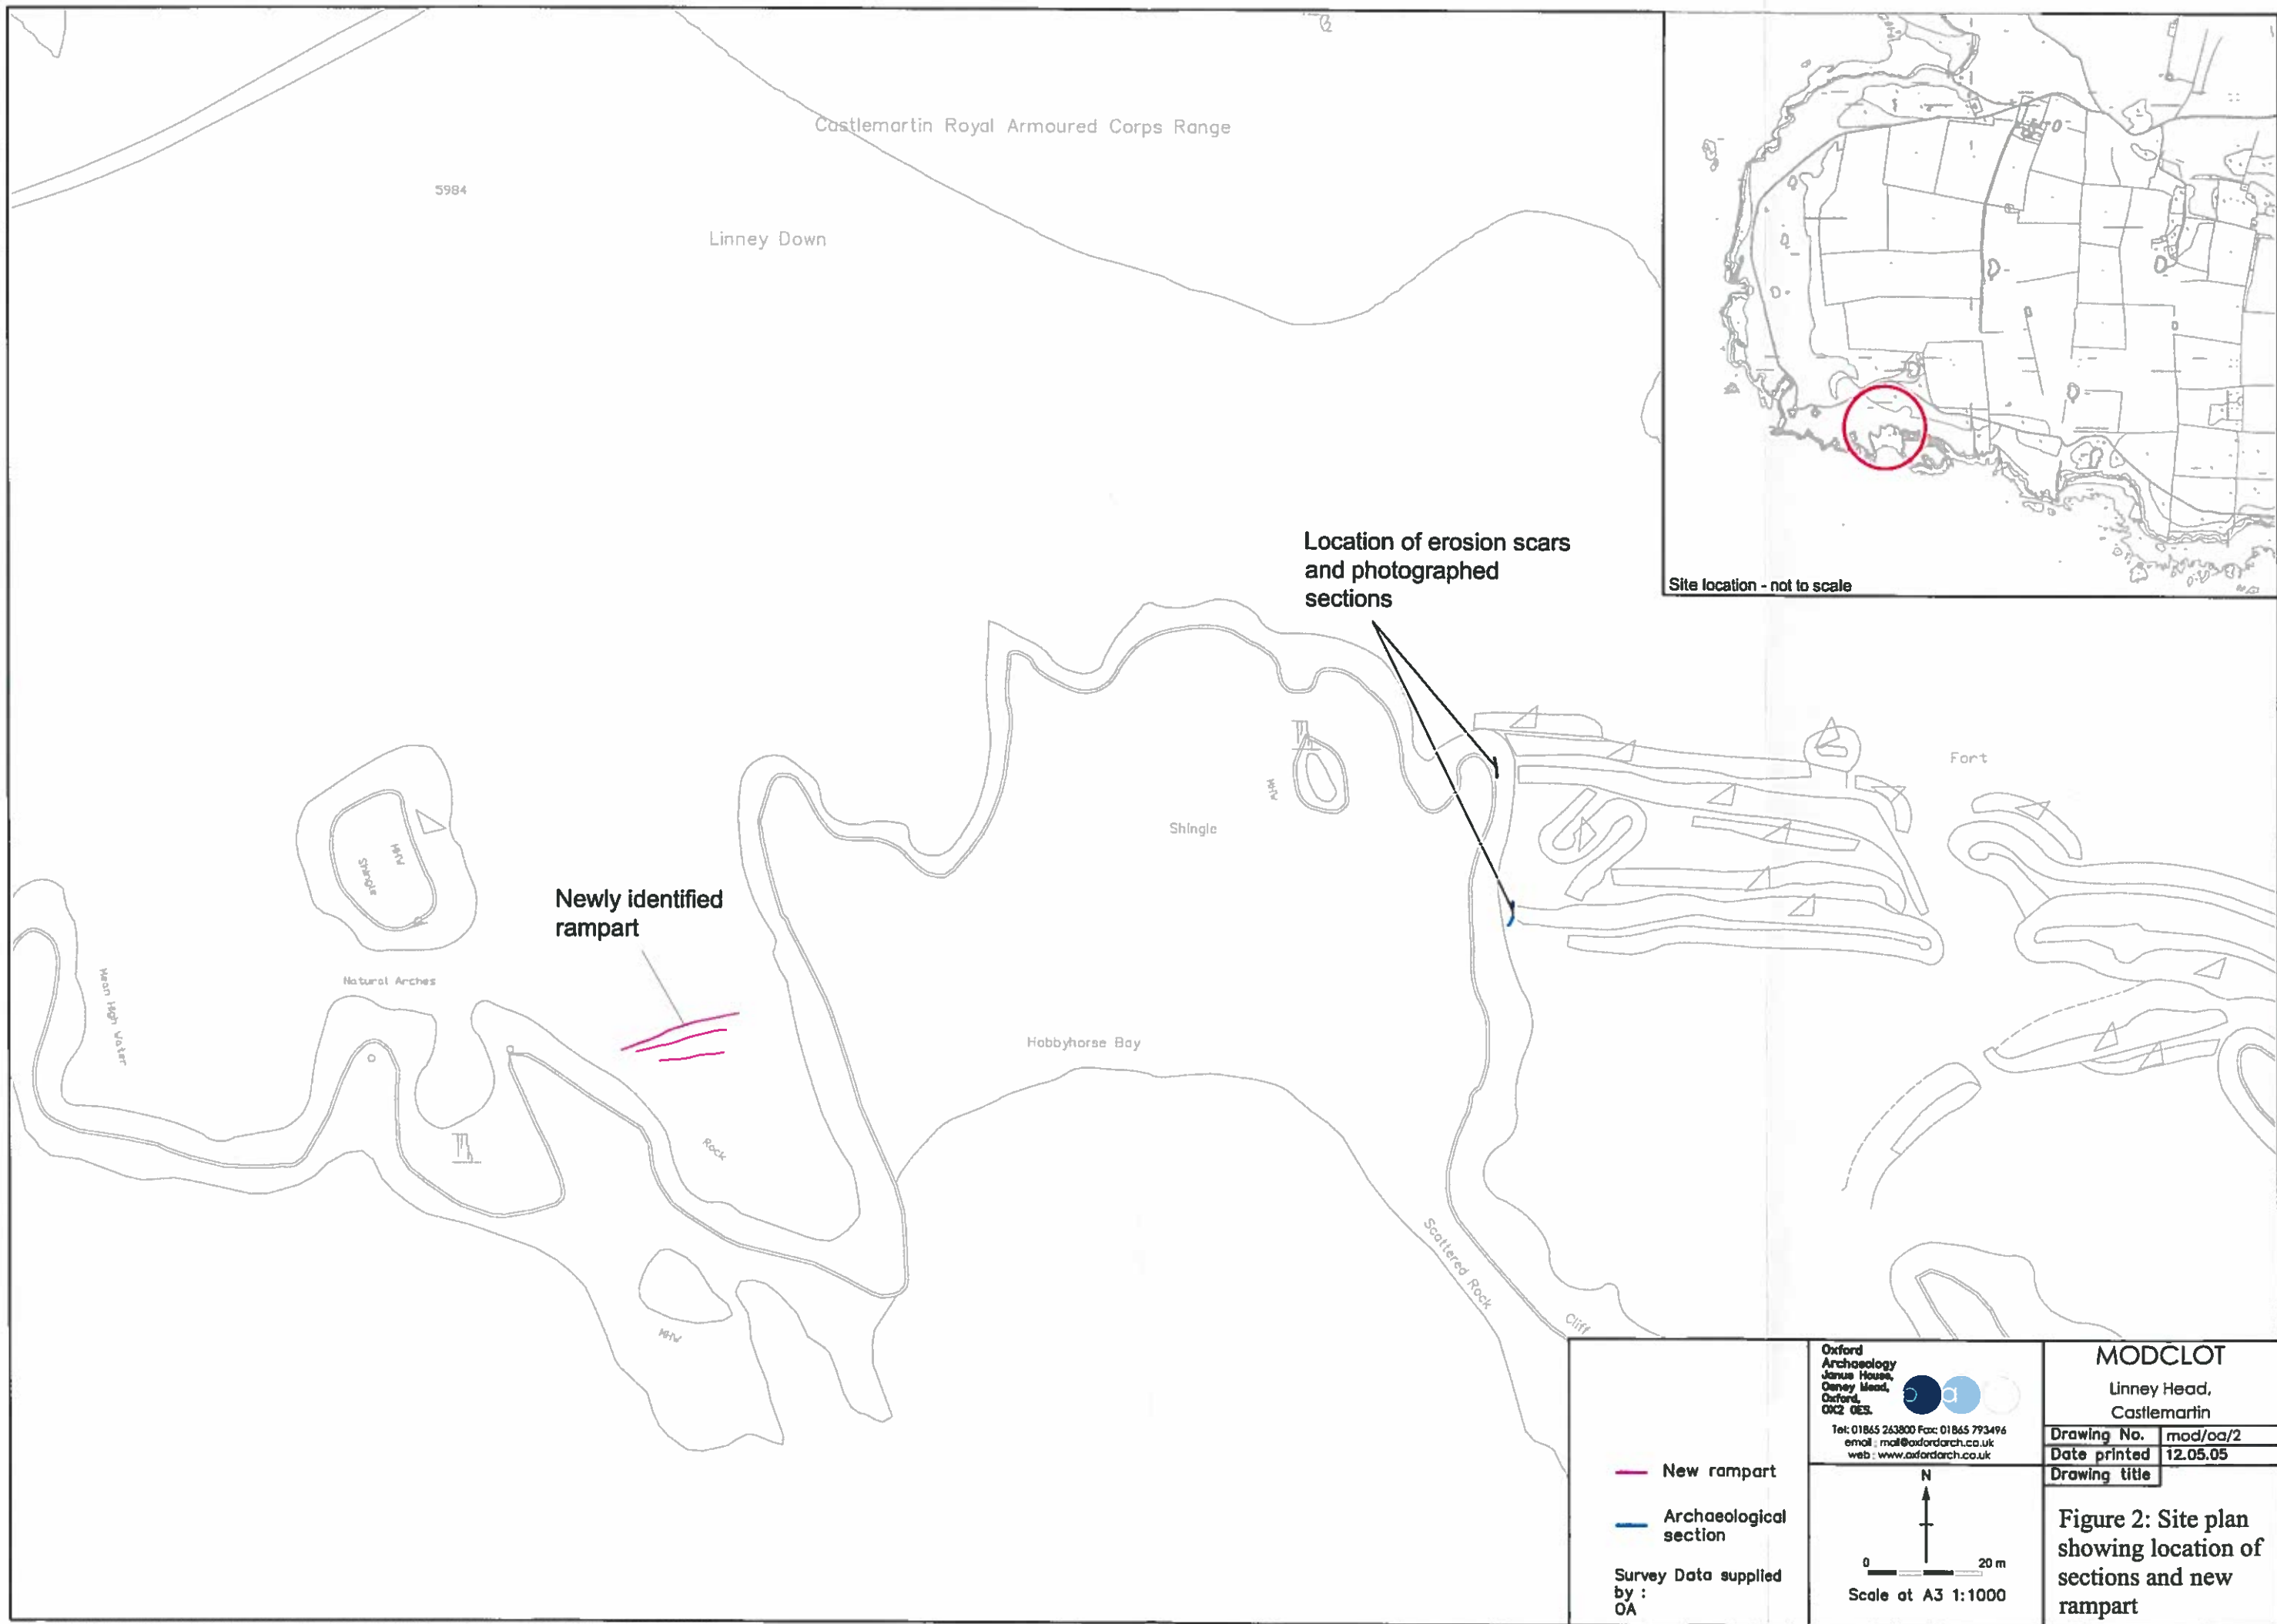 Castlemartin Royal Armoured Corps Range
5984
Linney Down
Site location - not to scale
Location of erosion scars
and photographed
sections
Fort
MHW
Shingle
MHW
Shingle
Newly identified
rampart
Natural Arches
Mean High Water
Hobbyhorse Bay
Rock
Scattered Rock
Cliff
MHW
New rampart
Archaeological
section
Survey Data supplied
by :
OA
Oxford
Archaeology
Janus House,
Osney Mead,
Oxford,
OX2 0ES.
oa
Tel: 01865 263800 Fax: 01865 793496
email : mail@oxfordarch.co.uk
web : www.oxfordarch.co.uk
N
0 20 m
Scale at A3 1:1000
MODCLOT
Linney Head,
Castlemartin
Drawing No. mod/oa/2
Date printed 12.05.05
Drawing title
Figure 2: Site plan
showing location of
sections and new
rampart